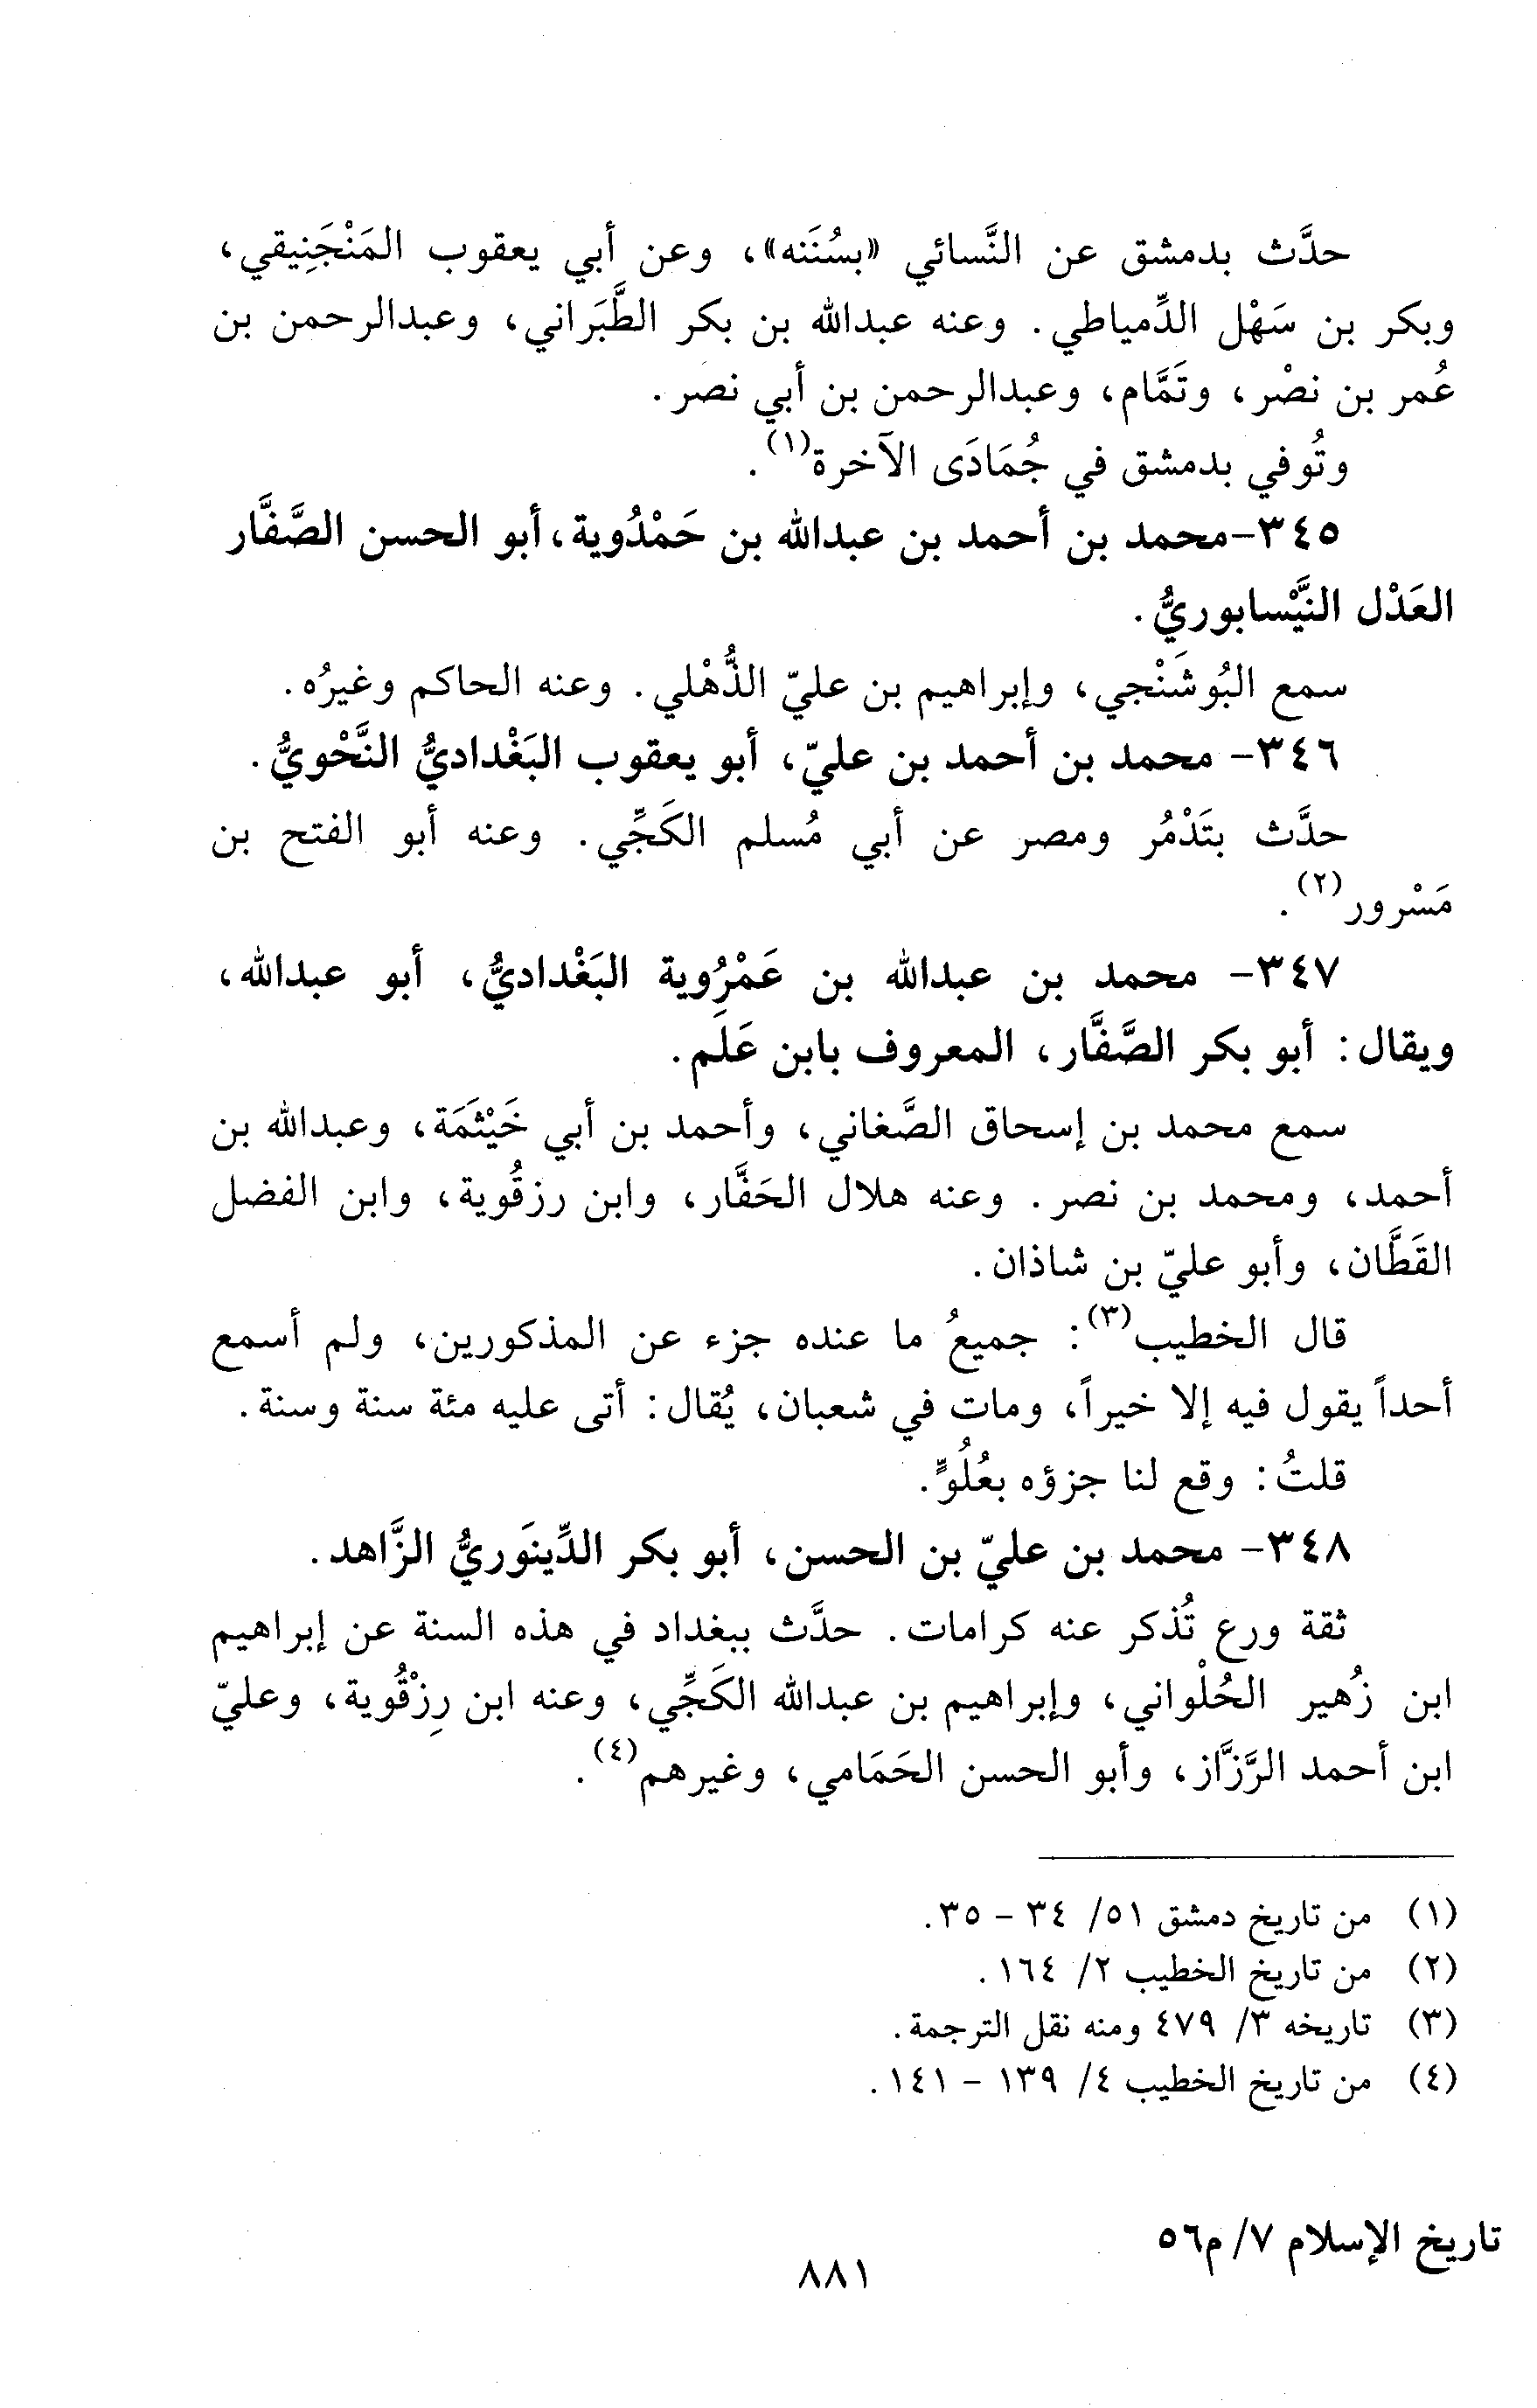 حدَّث بدمشق عن النَّسائي «بسُنَنه»، وعن أبي يعقوب المَنْجَنِيقي،
وبكر بن سَهْل الدِّمياطي. وعنه عبدالله بن بكر الطَّبَراني، وعبدالرحمن بن
عُمر بن نصْر، وتَمَّام، وعبدالرحمن بن أبي نصر.
وتُوفي بدمشق في جُمَادَى الآخرة(١).
٣٤٥-محمد بن أحمد بن عبدالله بن حَمْدُوية، أبو الحسن الصَّفَّار
العَدْل النَّيْسابوريُّ.
سمع البُوشَنْجي، وإبراهيم بن عليّ الذُّهْلي. وعنه الحاكم وغيرُه.
٣٤٦- محمد بن أحمد بن عليّ، أبو يعقوب البَغْداديُّ النَّحْويُّ.
حدَّث بتَدْمُر ومصر عن أبي مُسلم الكَجِّي. وعنه أبو الفتح بن
مَسْرور(٢).
٣٤٧- محمد بن عبدالله بن عَمْرُوية البَغْداديُّ، أبو عبدالله،
ويقال: أبو بكر الصَّفَّار، المعروف بابن عَلَم.
سمع محمد بن إسحاق الصَّغاني، وأحمد بن أبي خَيْثَمَة، وعبدالله بن
أحمد، ومحمد بن نصر. وعنه هلال الحَفَّار، وابن رزقُوية، وابن الفضل
القَطَّان، وأبو عليّ بن شاذان.
قال الخطيب(٣): جميعُ ما عنده جزء عن المذكورين، ولم أسمع
أحداً يقول فيه إلا خيراً، ومات في شعبان، يُقال: أتى عليه مئة سنة وسنة.
قلتُ: وقع لنا جزؤه بعُلُوٍّ.
٣٤٨- محمد بن عليّ بن الحسن، أبو بكر الدِّينَوريُّ الزَّاهد.
ثقة ورع تُذكر عنه كرامات. حدَّث ببغداد في هذه السنة عن إبراهيم
ابن زُهير الحُلْواني، وإبراهيم بن عبدالله الكَجِّي، وعنه ابن رِزْقُوية، وعليّ
ابن أحمد الرَّزَّاز، وأبو الحسن الحَمَامي، وغيرهم(٤).
(١) من تاريخ دمشق ٥١/ ٣٤ - ٣٥.
(٢) من تاريخ الخطيب ٢/ ١٦٤.
(٣) تاريخه ٣/ ٤٧٩ ومنه نقل الترجمة.
(٤) من تاريخ الخطيب ٤/ ١٣٩ - ١٤١.
تاريخ الإسلام ٧/ م٥٦
٨٨١